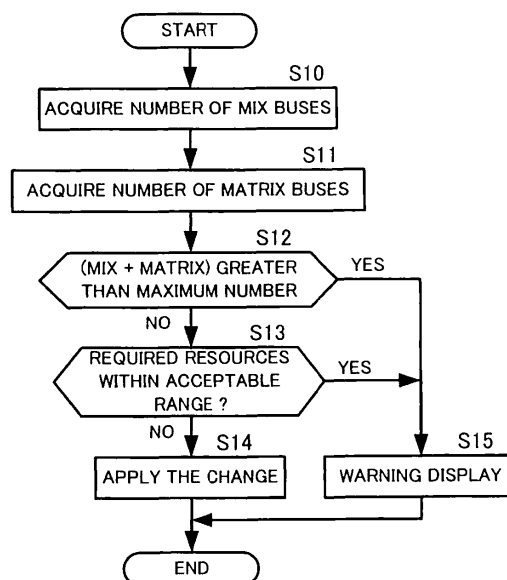 START
S10
ACQUIRE NUMBER OF MIX BUSES
S11
ACQUIRE NUMBER OF MATRIX BUSES
S12
(MIX + MATRIX) GREATER
THAN MAXIMUM NUMBER
YES
NO
S13
REQUIRED RESOURCES
WITHIN ACCEPTABLE
RANGE ?
YES
NO
S14
APPLY THE CHANGE
S15
WARNING DISPLAY
END